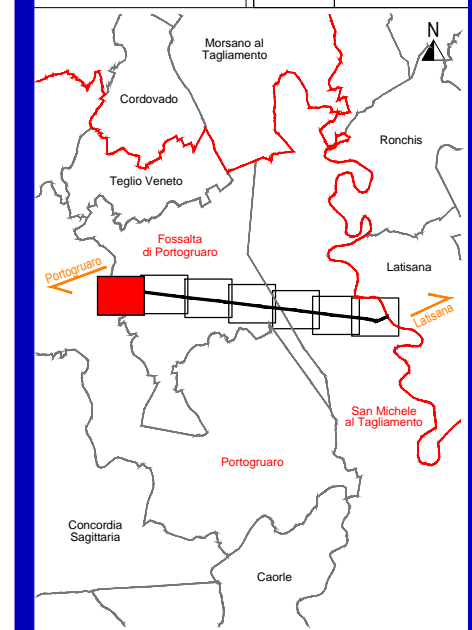 N
Morsano al
Tagliamento
Cordovado
Ronchis
Teglio Veneto
Fossalta
di Portogruaro
Portogruaro
Latisana
Latisana
San Michele
al Tagliamento
Portogruaro
Concordia
Sagittaria
Caorle